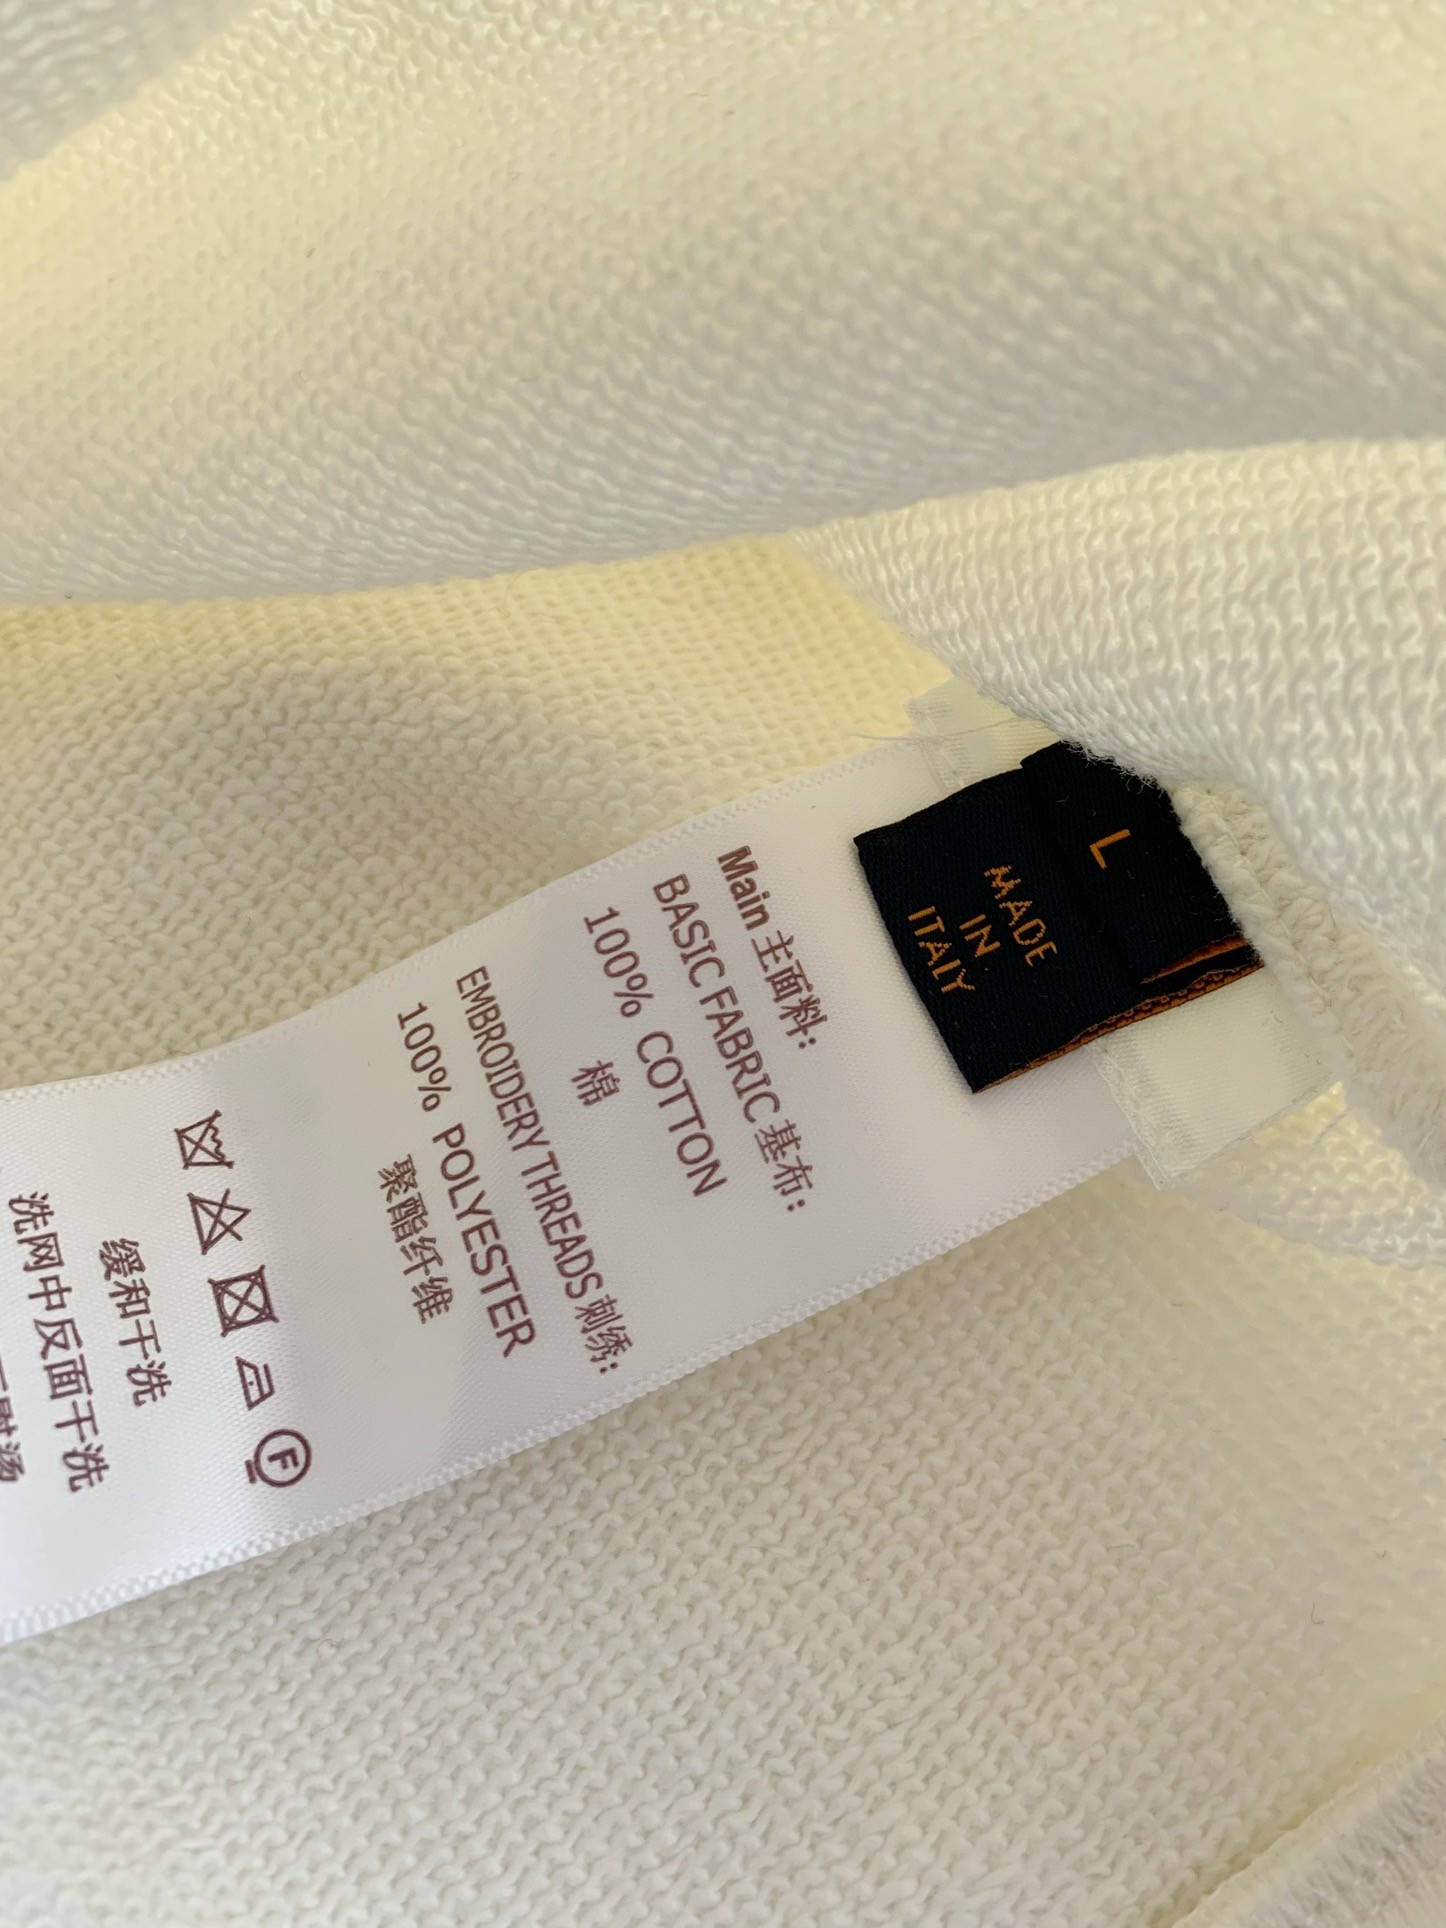 L
MADE
IN
ITALY
Main 主面料:
BASIC FABRIC 基布:
100% COTTON
棉
EMBROIDERY THREADS 刺绣:
100% POLYESTER
聚酯纤维
F
缓和干洗
洗网中反面干洗